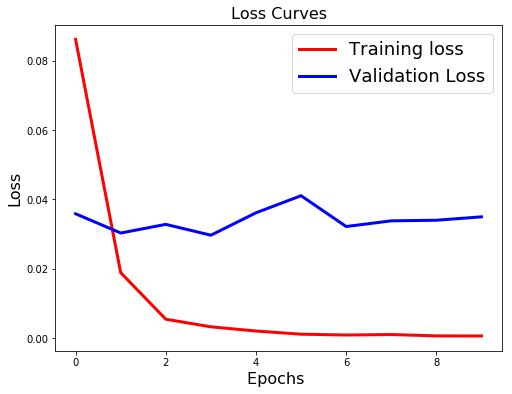 Loss Curves
Training loss
Validation Loss
0.08
0.06
0.04
0.02
0.00
Loss
0 2 4 6 8
Epochs